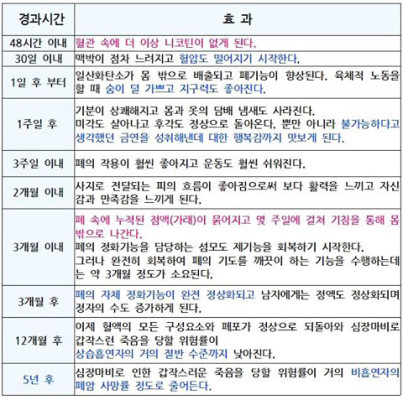 경과시간 효 과
48시간 이내 혈관 속에 더 이상 니코틴이 없게 된다.
30일 이내 맥박이 점차 느려지고 혈압도 떨어지기 시작한다.
1일 후 부터 일산화탄소가 몸 밖으로 배출되고 폐기능이 향상된다. 육체적 노동을
할 때 숨이 덜 가쁘고 지구력도 좋아진다.
1주일 후 기분이 상쾌해지고 몸과 옷의 담배 냄새도 사라진다.
미각도 살아나고 후각도 정상으로 돌아온다. 뿐만 아니라 불가능하다고
생각했던 금연을 성취해낸데 대한 행복감까지 맛보게 된다.
3주일 이내 폐의 작용이 훨씬 좋아지고 운동도 훨씬 쉬워진다.
2개월 이내 사지로 전달되는 피의 흐름이 좋아짐으로써 보다 활력을 느끼고 자신
감과 만족감을 느끼게 된다.
3개월 이내 폐 속에 누적된 점액(가래)이 묽어지고 몇 주일에 걸쳐 기침을 통해 몸
밖으로 나간다.
폐의 정화기능을 담당하는 섬모도 제기능을 회복하기 시작한다.
그러나 완전히 회복하여 폐의 기도를 깨끗이 하는 기능을 수행하는데
는 약 3개월 정도가 소요된다.
3개월 후 폐의 자체 정화기능이 완전 정상화되고 남자에게는 정액도 정상화되며
정자의 수도 증가하게 된다.
12개월 후 이제 혈액의 모든 구성요소와 폐포가 정상으로 되돌아와 심장마비로
갑작스런 죽음을 당할 위험률이
상습흡연자의 거의 절반 수준까지 낮아진다.
5년 후 심장마비로 인한 갑작스러운 죽음을 당할 위험률이 거의 비흡연자의
폐암 사망률 정도로 줄어든다.